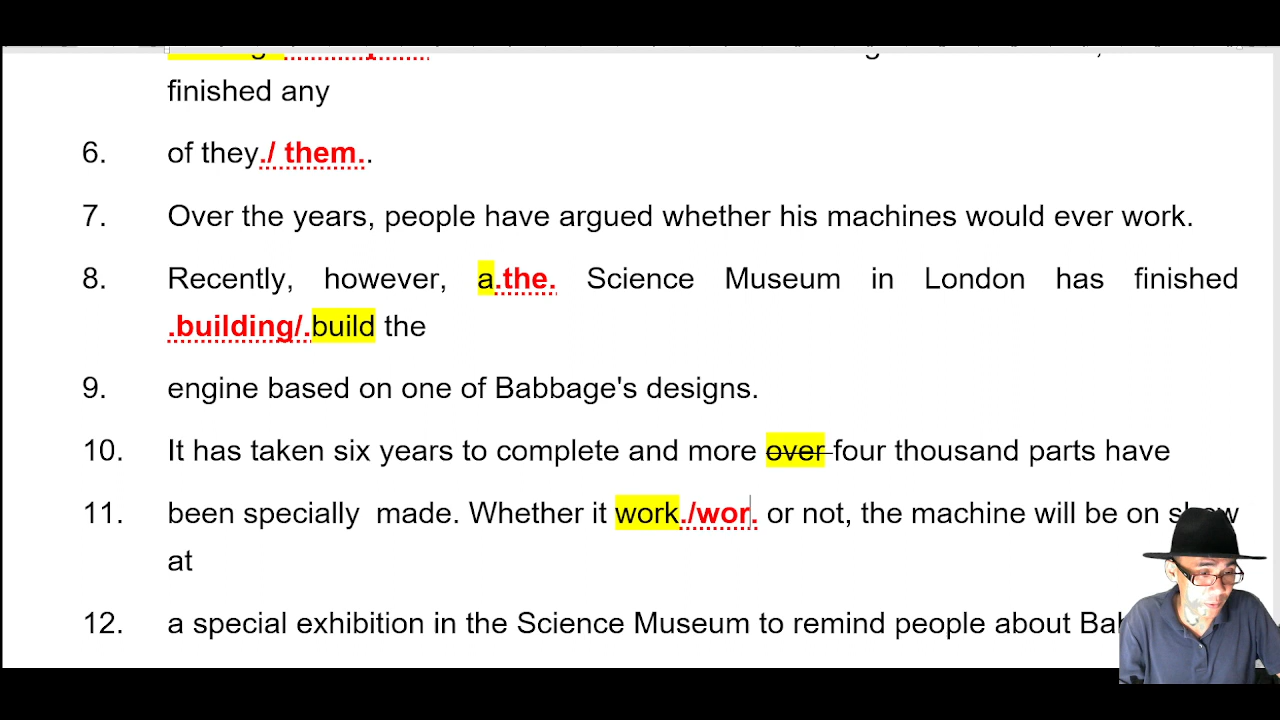 finished any
6. of they./ them..
7. Over the years, people have argued whether his machines would ever work.
8. Recently, however, a.the. Science Museum in London has finished
.building/.build the
9. engine based on one of Babbage's designs.
10. It has taken six years to complete and more over four thousand parts have
11. been specially made. Whether it work./wor. or not, the machine will be on show
at
12. a special exhibition in the Science Museum to remind people about